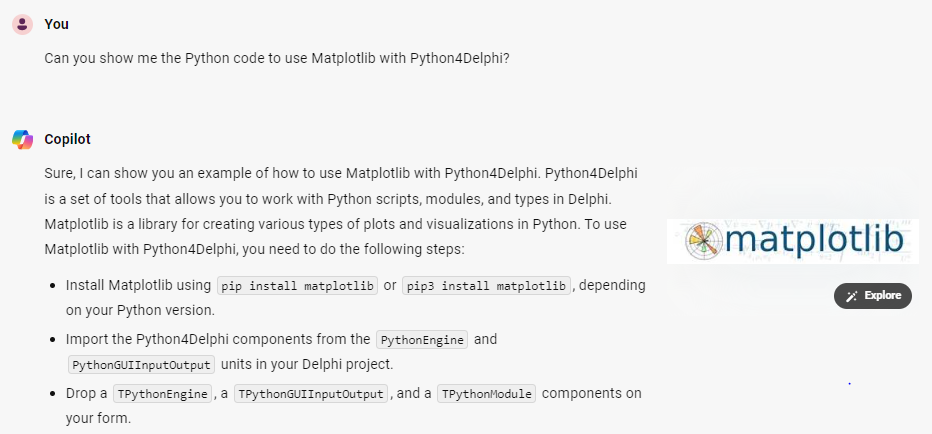 You
Can you show me the Python code to use Matplotlib with Python4Delphi?
Copilot
Sure, I can show you an example of how to use Matplotlib with Python4Delphi. Python4Delphi
is a set of tools that allows you to work with Python scripts, modules, and types in Delphi.
Matplotlib is a library for creating various types of plots and visualizations in Python. To use
Matplotlib with Python4Delphi, you need to do the following steps:
• Install Matplotlib using pip install matplotlib or pip3 install matplotlib, depending
on your Python version.
• Import the Python4Delphi components from the PythonEngine and
PythonGUIInputOutput units in your Delphi project.
• Drop a TPythonEngine, a TPythonGUIInputOutput, and a TPythonModule components on
your form.
matplotlib
Explore